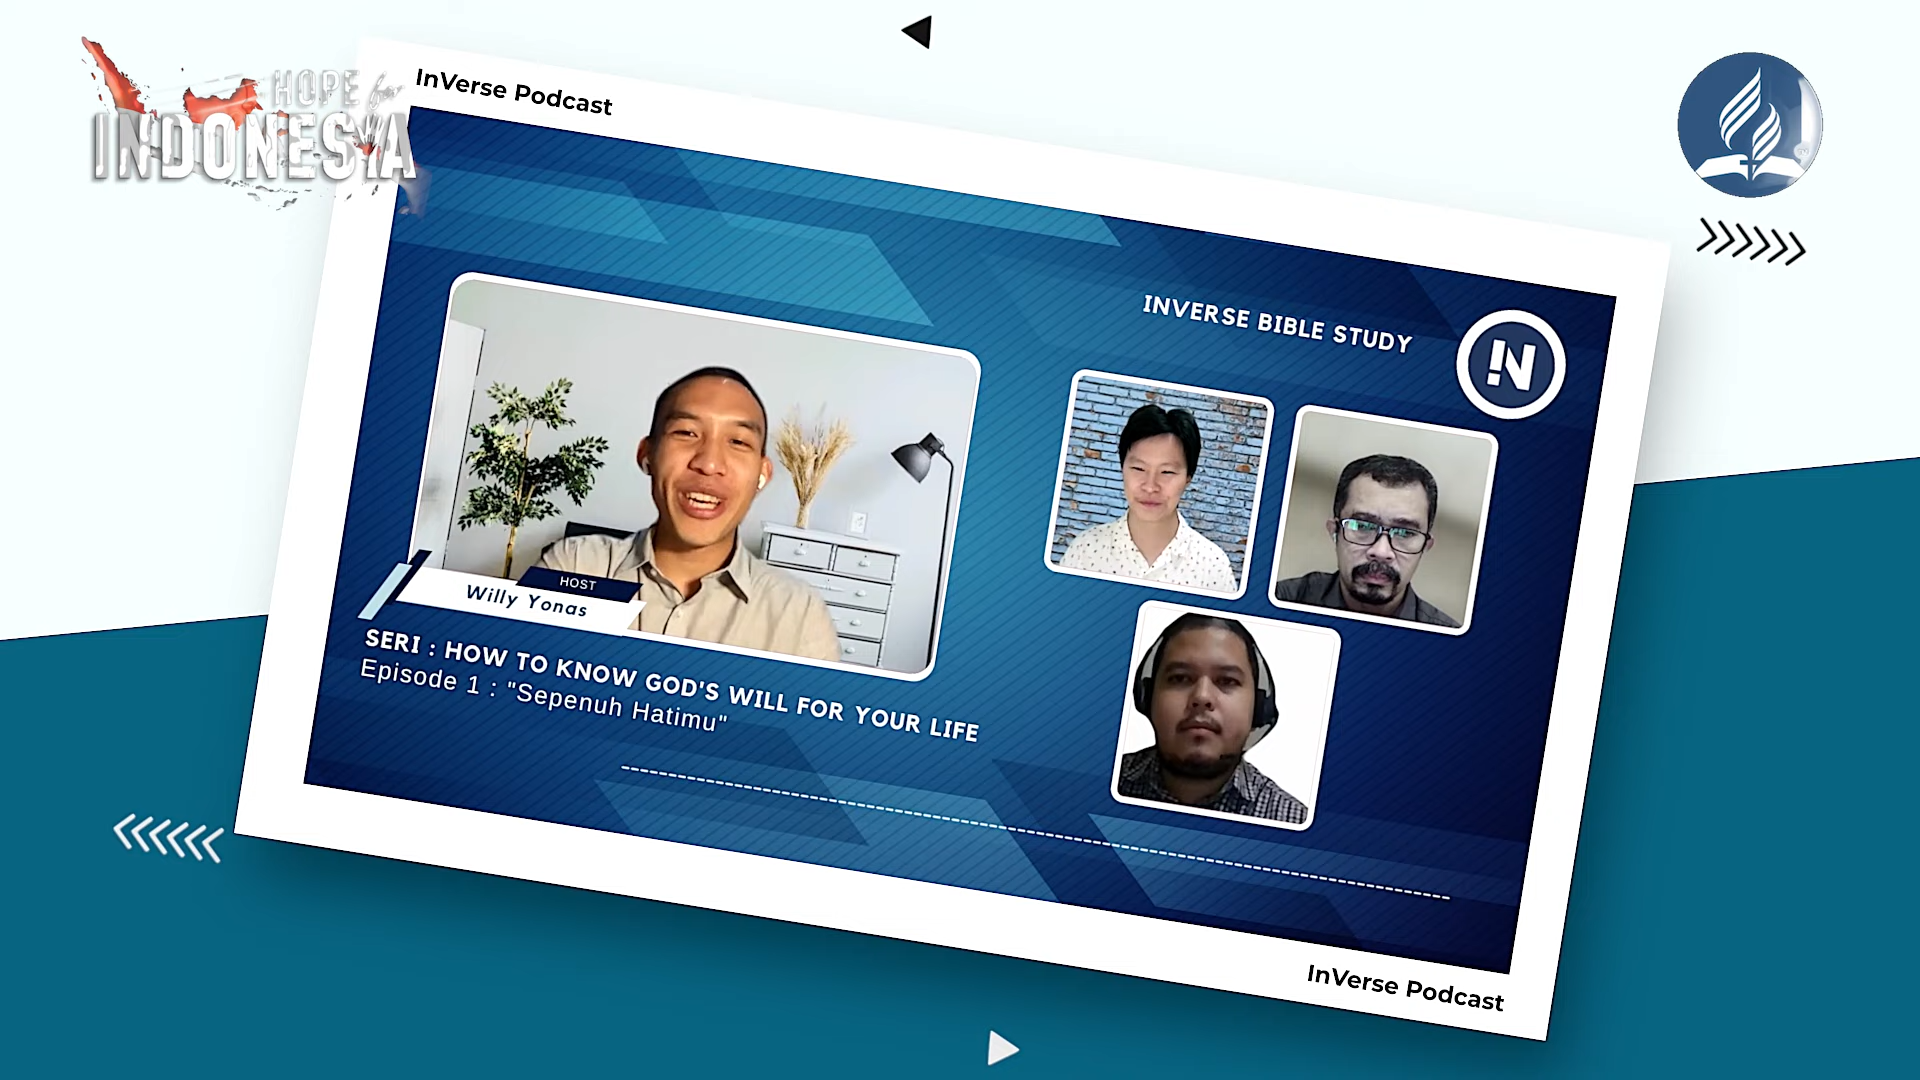 HOPE for
INDONESIA
InVerse Podcast
INVERSE BIBLE STUDY
IN
HOST
Willy Yonas
SERI : HOW TO KNOW GOD'S WILL FOR YOUR LIFE
Episode 1 : "Sepenuh Hatimu"
InVerse Podcast